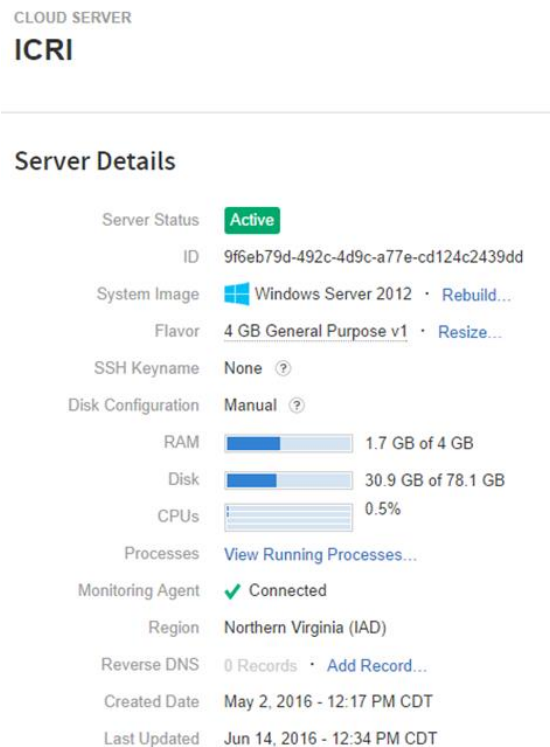 CLOUD SERVER
ICRI
Server Details
Server Status Active
ID 9f6eb79d-492c-4d9c-a77e-cd124c2439dd
System Image Windows Server 2012 · Rebuild...
Flavor 4 GB General Purpose v1 · Resize...
SSH Keyname None ?
Disk Configuration Manual ?
RAM 1.7 GB of 4 GB
Disk 30.9 GB of 78.1 GB
CPUs 0.5%
Processes View Running Processes...
Monitoring Agent ✓ Connected
Region Northern Virginia (IAD)
Reverse DNS 0 Records · Add Record...
Created Date May 2, 2016 - 12:17 PM CDT
Last Updated Jun 14, 2016 - 12:34 PM CDT